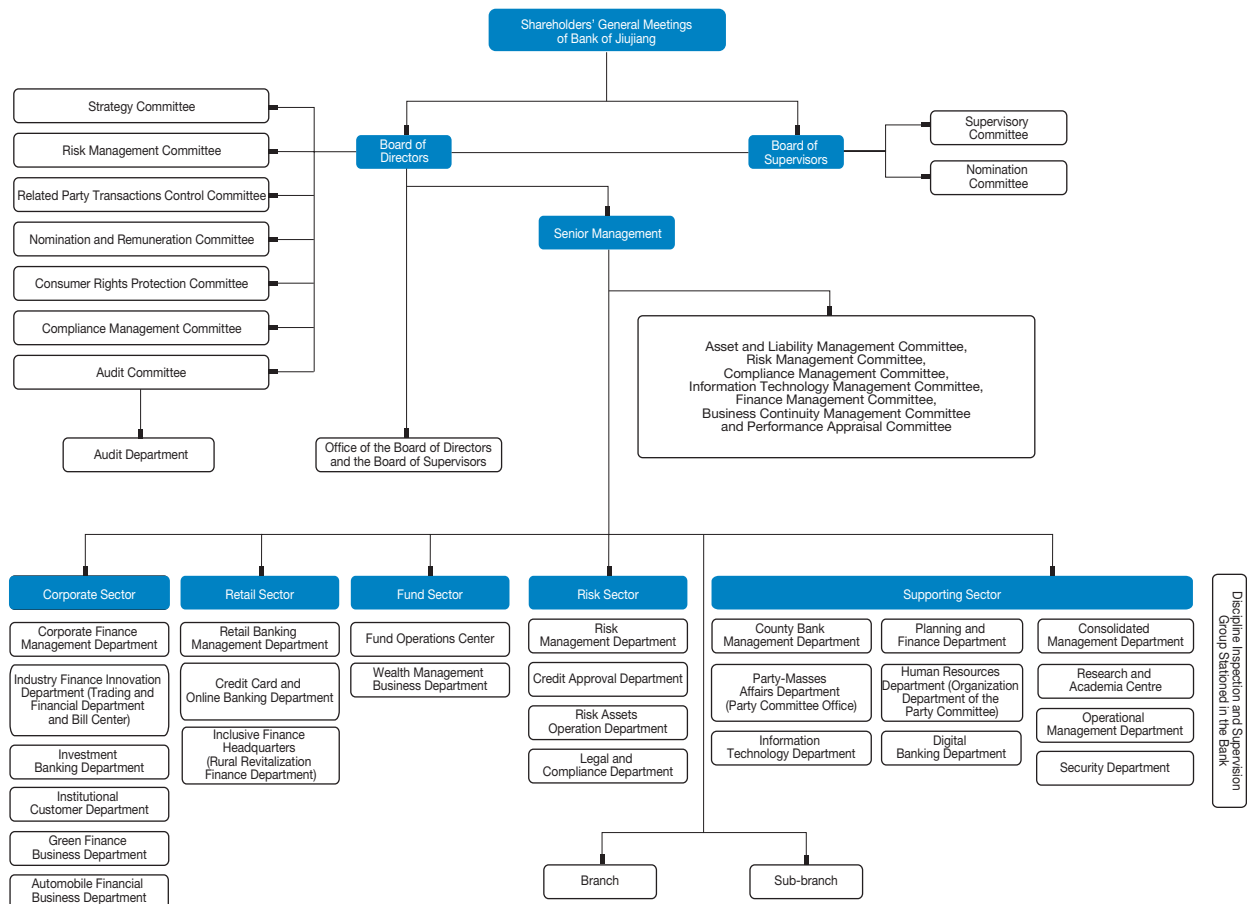 Shareholders' General Meetings
of Bank of Jiujiang
Strategy Committee
Risk Management Committee
Related Party Transactions Control Committee
Nomination and Remuneration Committee
Consumer Rights Protection Committee
Compliance Management Committee
Audit Committee
Audit Department
Board of
Directors
Board of
Supervisors
Supervisory
Committee
Nomination
Committee
Senior Management
Office of the Board of Directors
and the Board of Supervisors
Asset and Liability Management Committee,
Risk Management Committee,
Compliance Management Committee,
Information Technology Management Committee,
Finance Management Committee,
Business Continuity Management Committee
and Performance Appraisal Committee
Corporate Sector
Corporate Finance
Management Department
Industry Finance Innovation
Department (Trading and
Financial Department
and Bill Center)
Investment
Banking Department
Institutional
Customer Department
Green Finance
Business Department
Automobile Financial
Business Department
Retail Sector
Retail Banking
Management Department
Credit Card and
Online Banking Department
Inclusive Finance
Headquarters
(Rural Revitalization
Finance Department)
Fund Sector
Fund Operations Center
Wealth Management
Business Department
Risk Sector
Risk
Management Department
Credit Approval Department
Risk Assets
Operation Department
Legal and
Compliance Department
Supporting Sector
County Bank
Management Department
Party-Masses
Affairs Department
(Party Committee Office)
Information
Technology Department
Planning and
Finance Department
Human Resources
Department (Organization
Department of the
Party Committee)
Digital
Banking Department
Consolidated
Management Department
Research and
Academia Centre
Operational
Management Department
Security Department
Discipline Inspection and Supervision
Group Stationed in the Bank
Branch
Sub-branch